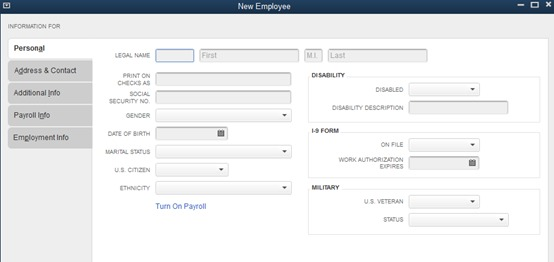 New Employee
INFORMATION FOR
Personal
Address & Contact
Additional Info
Payroll Info
Employment Info
LEGAL NAME First M.I. Last
PRINT ON
CHECKS AS
SOCIAL
SECURITY NO.
GENDER
DATE OF BIRTH
MARITAL STATUS
U.S. CITIZEN
ETHNICITY
Turn On Payroll
DISABILITY
DISABLED
DISABILITY DESCRIPTION
I-9 FORM
ON FILE
WORK AUTHORIZATION
EXPIRES
MILITARY
U.S. VETERAN
STATUS